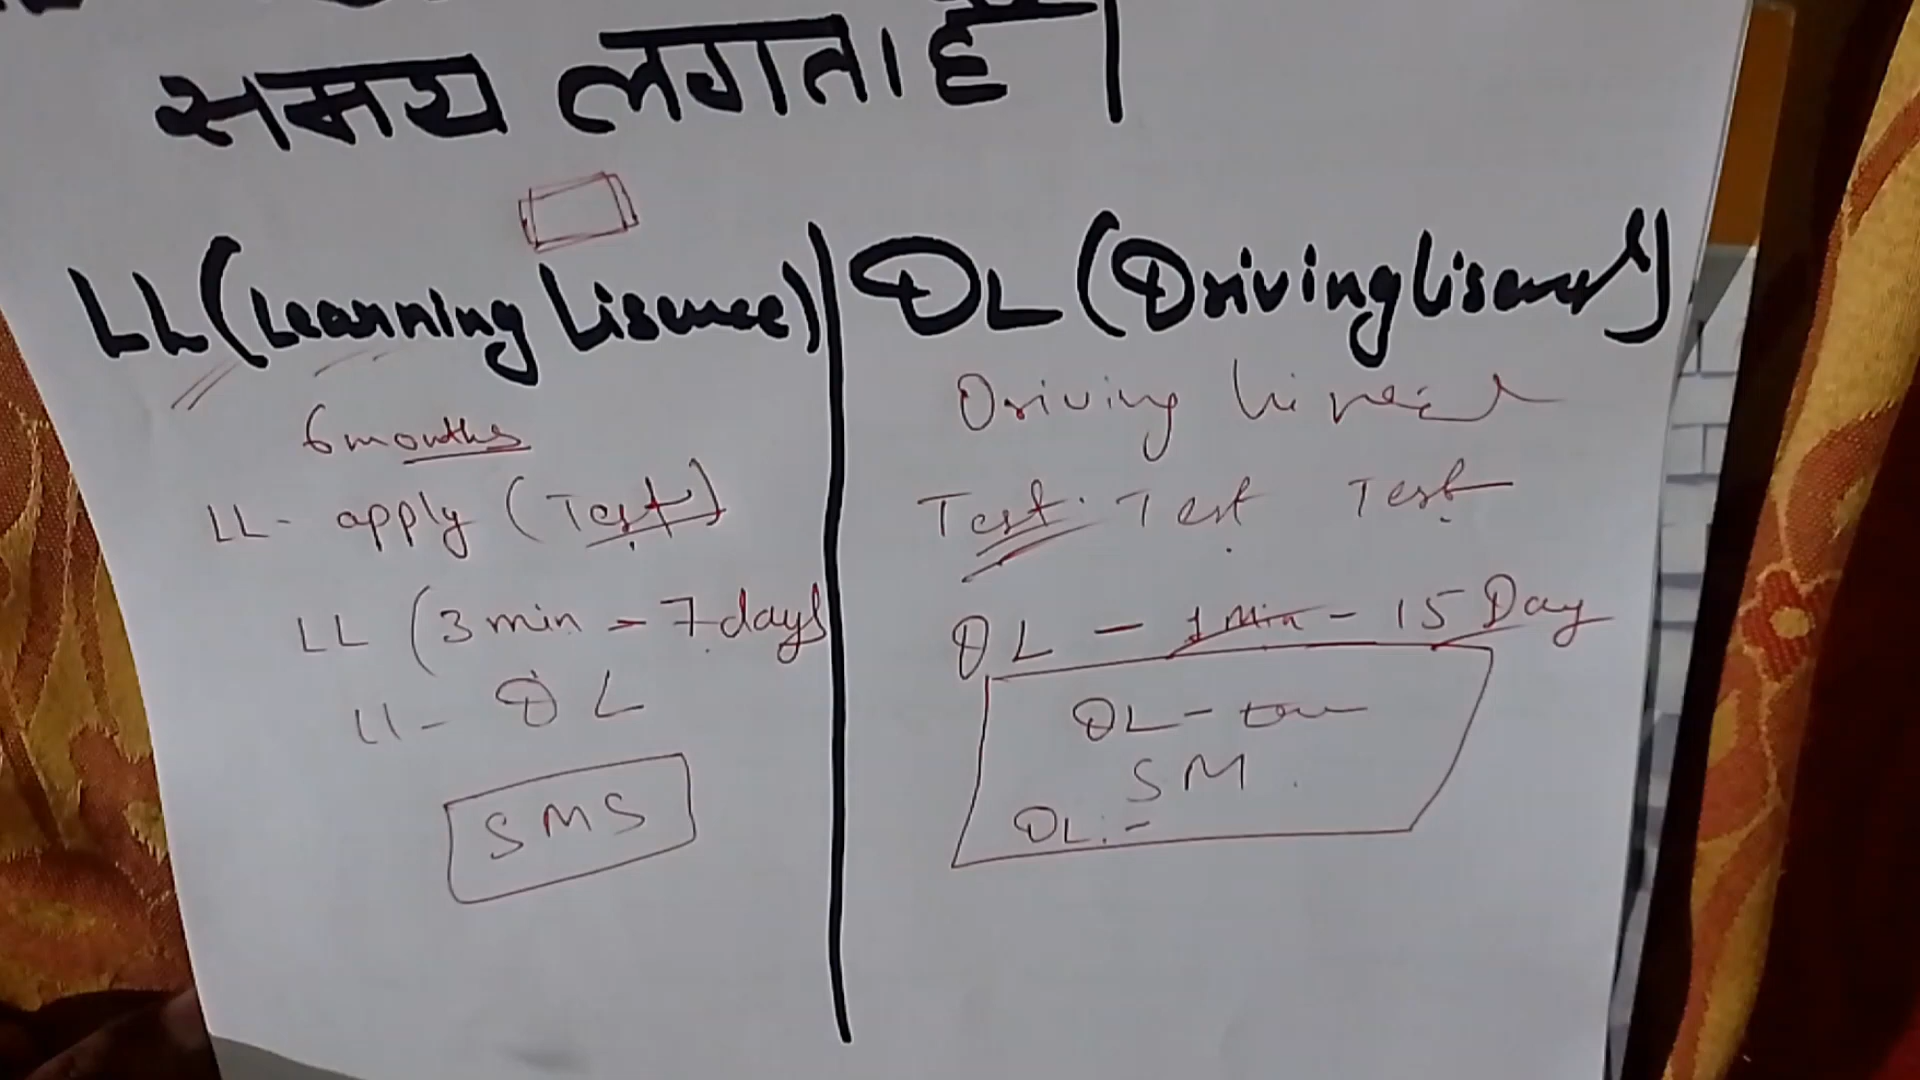 समय लगता है।
LL (Learnning Lisence)
6 months
LL - apply (Test)
LL (3 min - 7 days
LL - DL
SMS
DL (Driving Lisence)
Driving
Test Test Test
DL - 1 Min - 15 Day
DL -
SM
DL :-